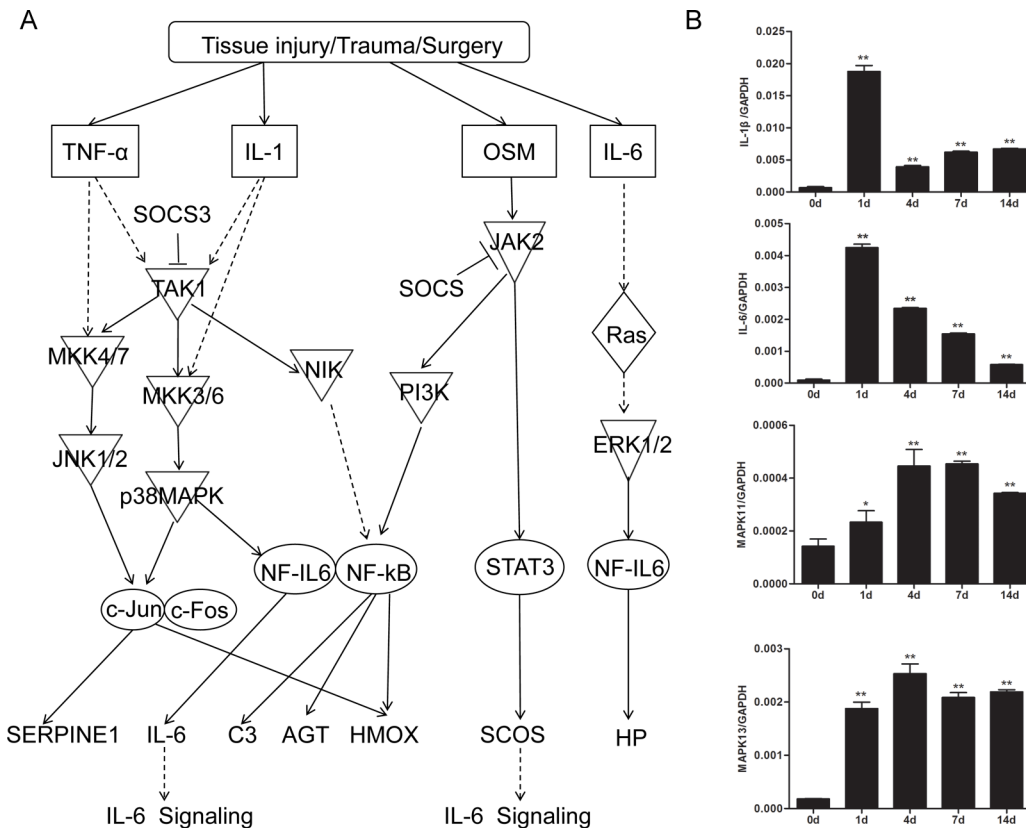 A
Tissue injury/Trauma/Surgery
TNF-α
IL-1
OSM
IL-6
SOCS3
JAK2
TAK1
SOCS
Ras
MKK4/7
NIK
MKK3/6
PI3K
JNK1/2
ERK1/2
p38MAPK
NF-IL6
NF-kB
STAT3
NF-IL6
c-Jun
c-Fos
SERPINE1
IL-6
C3
AGT
HMOX
SCOS
HP
IL-6 Signaling
IL-6 Signaling
B
IL-1β /GAPDH
0.025
0.020
0.015
0.010
0.005
0.000
**
**
**
**
0d
1d
4d
7d
14d
IL-6/GAPDH
0.005
0.004
0.003
0.002
0.001
0.000
**
**
**
**
0d
1d
4d
7d
14d
MAPK11/GAPDH
0.0006
0.0004
0.0002
0.0000
*
**
**
**
0d
1d
4d
7d
14d
MAPK13/GAPDH
0.003
0.002
0.001
0.000
**
**
**
**
0d
1d
4d
7d
14d